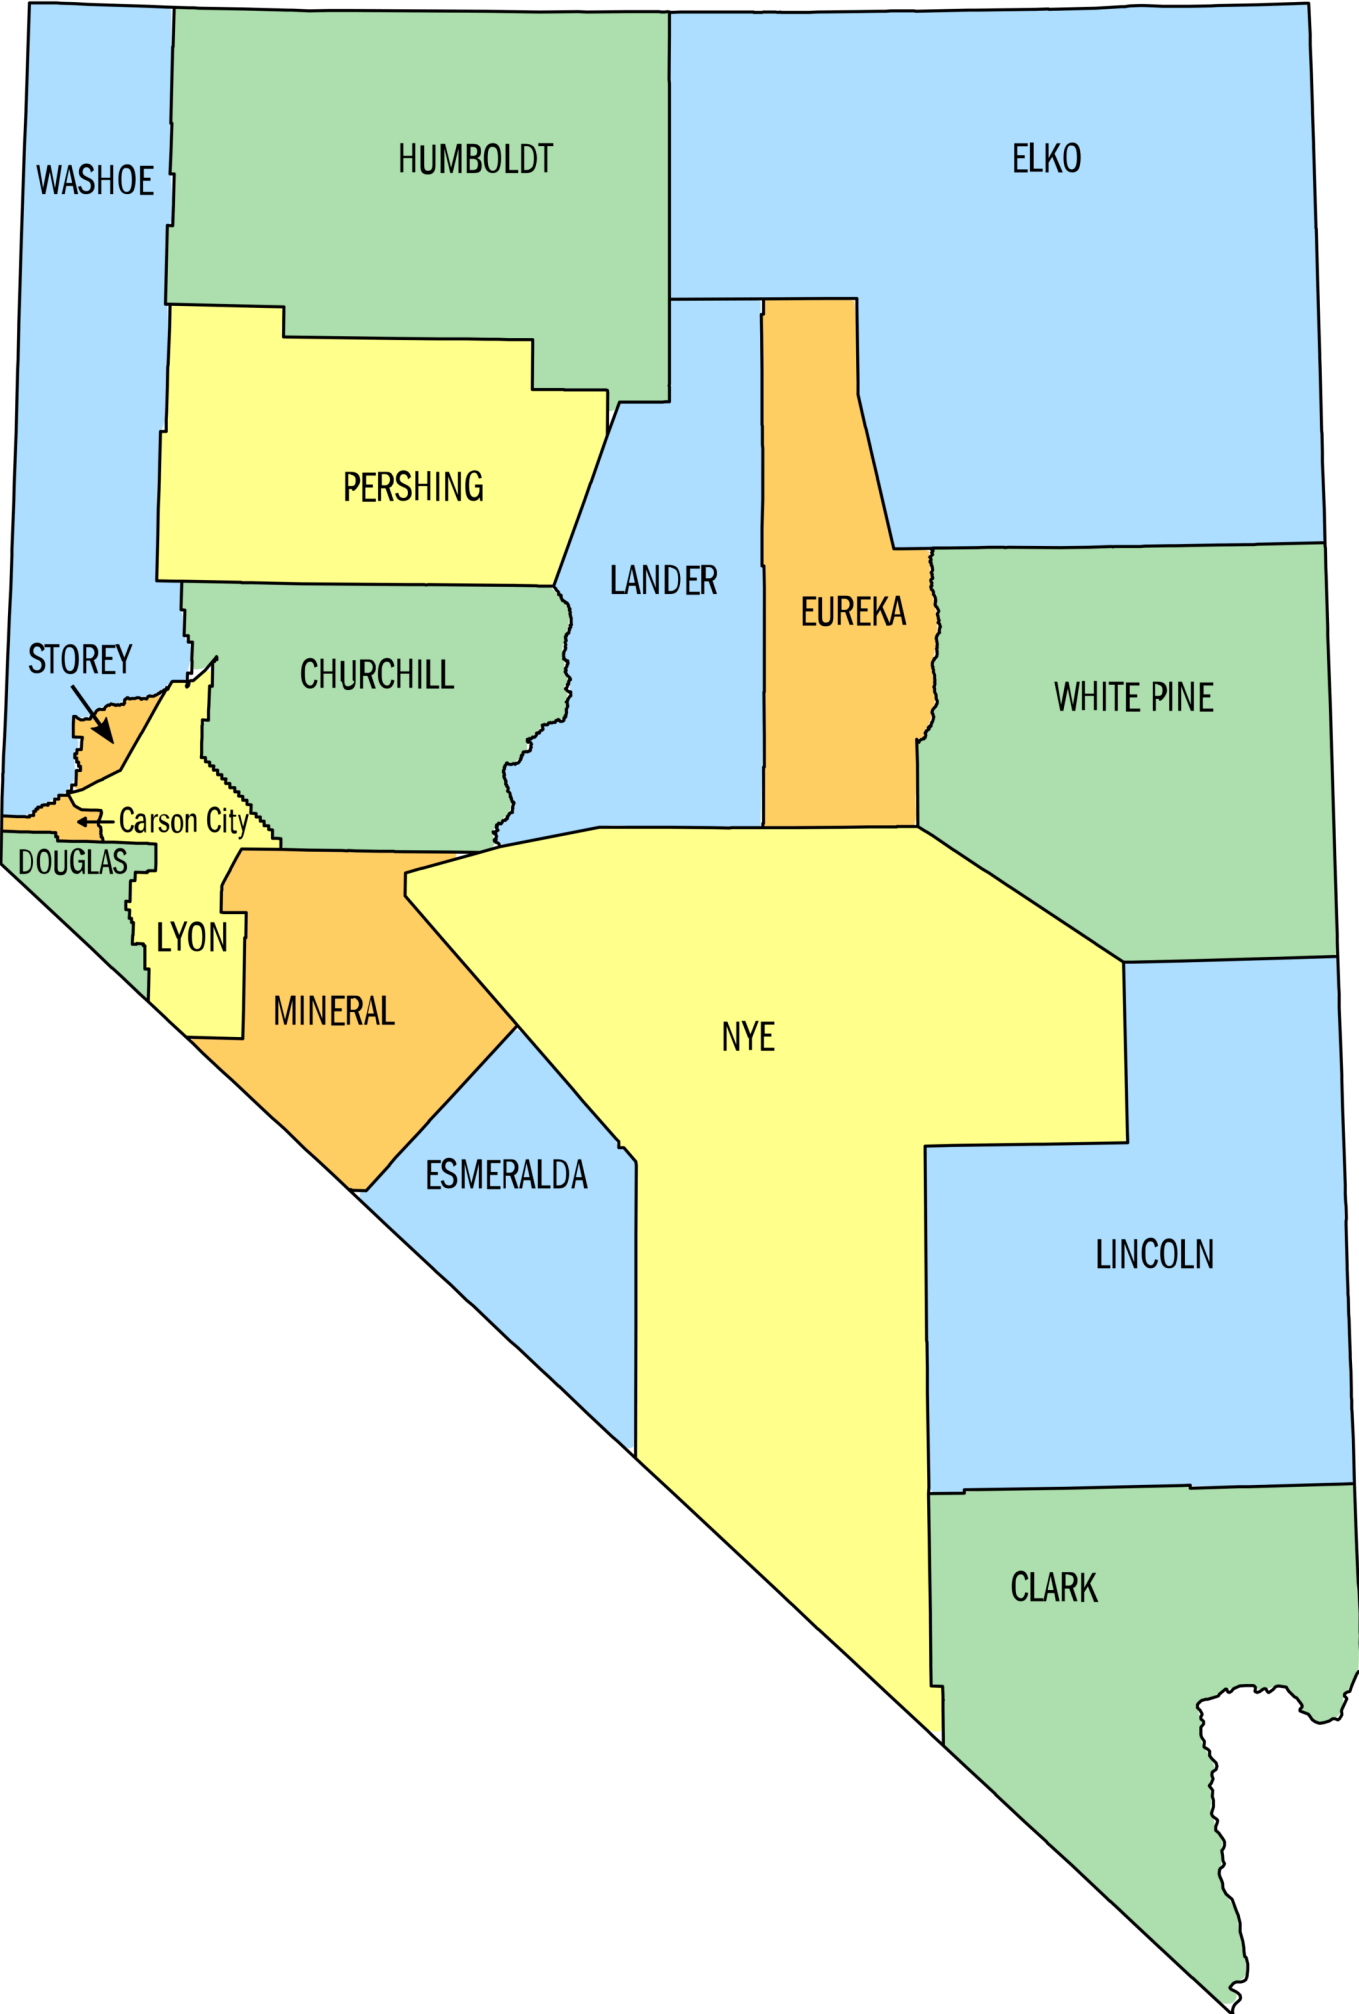 HUMBOLDT
ELKO
WASHOE
PERSHING
LANDER
EUREKA
STOREY
CHURCHILL
WHITE PINE
Carson City
DOUGLAS
LYON
MINERAL
NYE
ESMERALDA
LINCOLN
CLARK